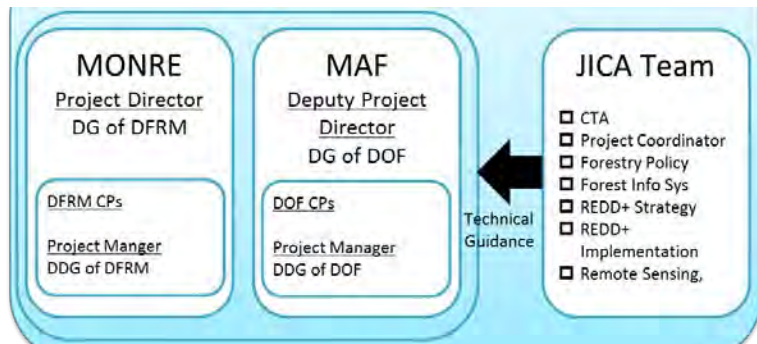 MONRE
Project Director
DG of DFRM
DFRM CPs
Project Manger
DDG of DFRM
MAF
Deputy Project
Director
DG of DOF
DOF CPs
Project Manager
DDG of DOF
Technical
Guidance
JICA Team
CTA
Project Coordinator
Forestry Policy
Forest Info Sys
REDD+ Strategy
REDD+
Implementation
Remote Sensing,